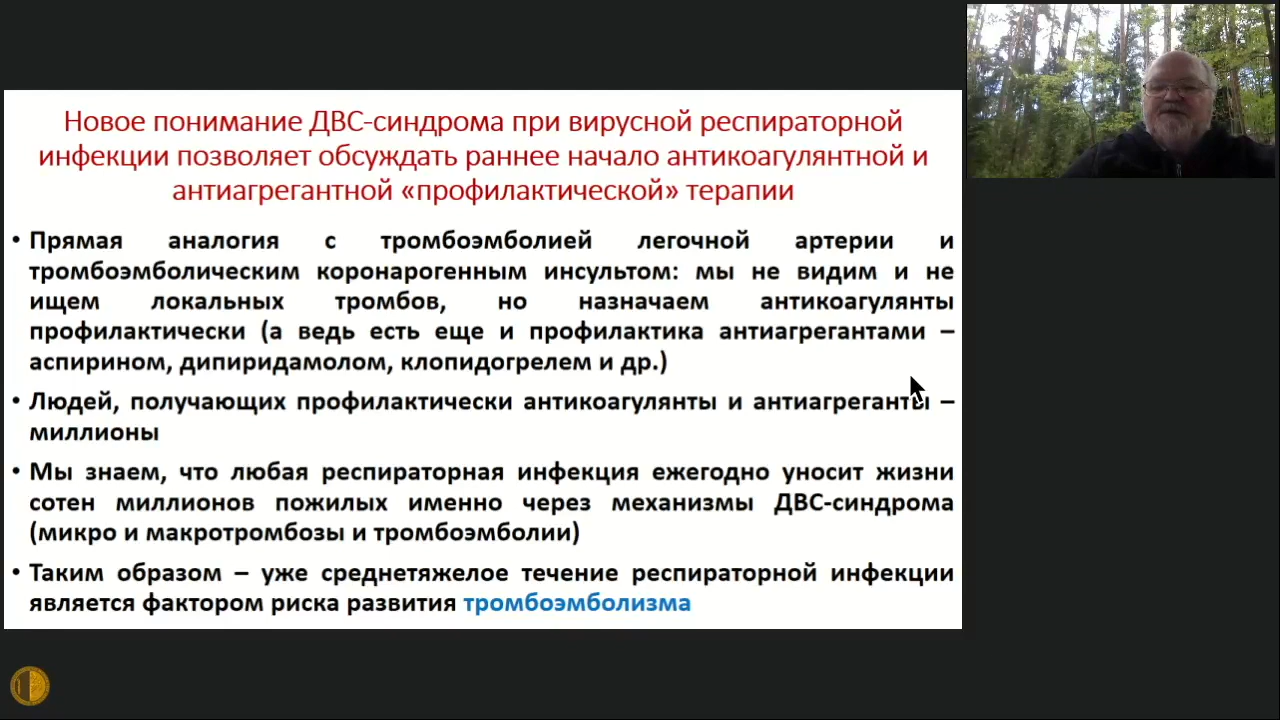 Новое понимание ДВС-синдрома при вирусной респираторной
инфекции позволяет обсуждать раннее начало антикоагулянтной и
антиагрегантной «профилактической» терапии
• Прямая аналогия с тромбоэмболией легочной артерии и
тромбоэмболическим коронарогенным инсультом: мы не видим и не
ищем локальных тромбов, но назначаем антикоагулянты
профилактически (а ведь есть еще и профилактика антиагрегантами –
аспирином, дипиридамолом, клопидогрелем и др.)
• Людей, получающих профилактически антикоагулянты и антиагреганты –
миллионы
• Мы знаем, что любая респираторная инфекция ежегодно уносит жизни
сотен миллионов пожилых именно через механизмы ДВС-синдрома
(микро и макротромбозы и тромбоэмболии)
• Таким образом – уже среднетяжелое течение респираторной инфекции
является фактором риска развития тромбоэмболизма